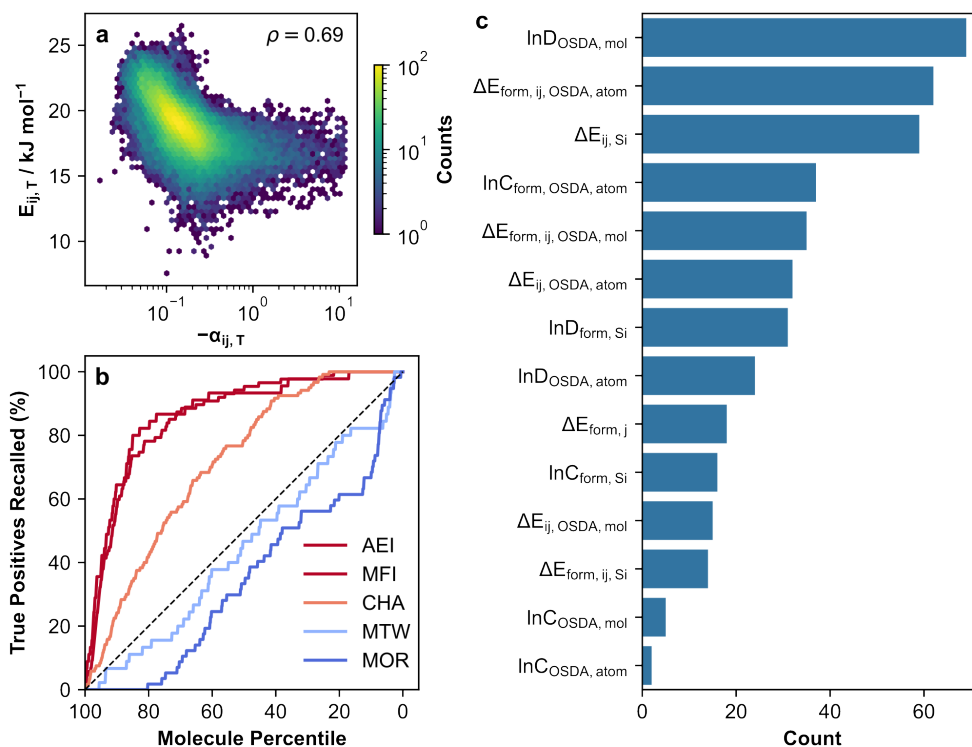 a
ρ = 0.69
E_ij, T / kJ mol⁻¹
25
20
15
10
10⁻¹
10⁰
10¹
−α_ij, T
10²
10¹
10⁰
Counts
b
True Positives Recalled (%)
100
80
60
40
20
0
AEI
MFI
CHA
MTW
MOR
100
80
60
40
20
0
Molecule Percentile
c
lnD_OSDA, mol
ΔE_form, ij, OSDA, atom
ΔE_ij, Si
lnC_form, OSDA, atom
ΔE_form, ij, OSDA, mol
ΔE_ij, OSDA, atom
lnD_form, Si
lnD_OSDA, atom
ΔE_form, j
lnC_form, Si
ΔE_ij, OSDA, mol
ΔE_form, ij, Si
lnC_OSDA, mol
lnC_OSDA, atom
0
20
40
60
Count